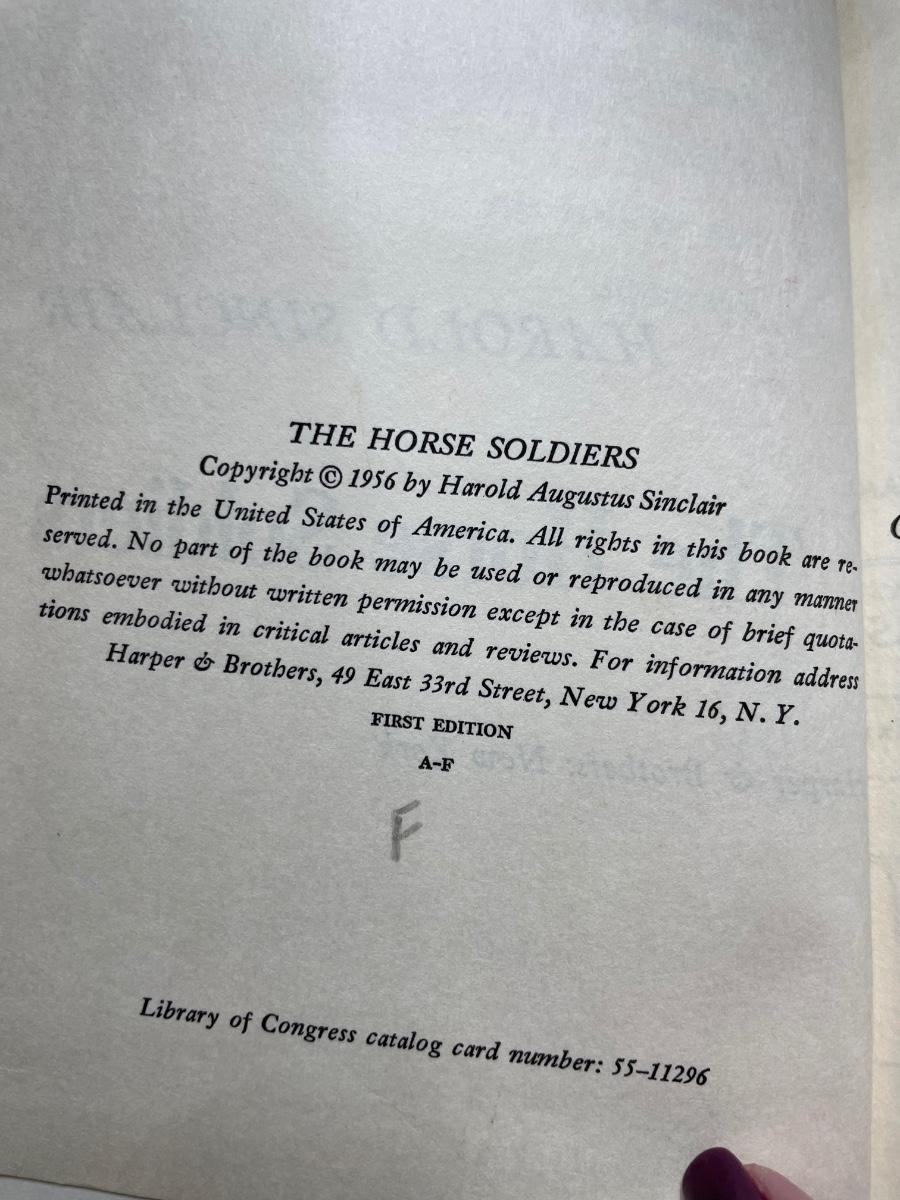 THE HORSE SOLDIERS
Copyright © 1956 by Harold Augustus Sinclair
Printed in the United States of America. All rights in this book are re-
served. No part of the book may be used or reproduced in any manner
whatsoever without written permission except in the case of brief quota-
tions embodied in critical articles and reviews. For information address
Harper & Brothers, 49 East 33rd Street, New York 16, N. Y.
FIRST EDITION
A-F
F
Library of Congress catalog card number: 55-11296